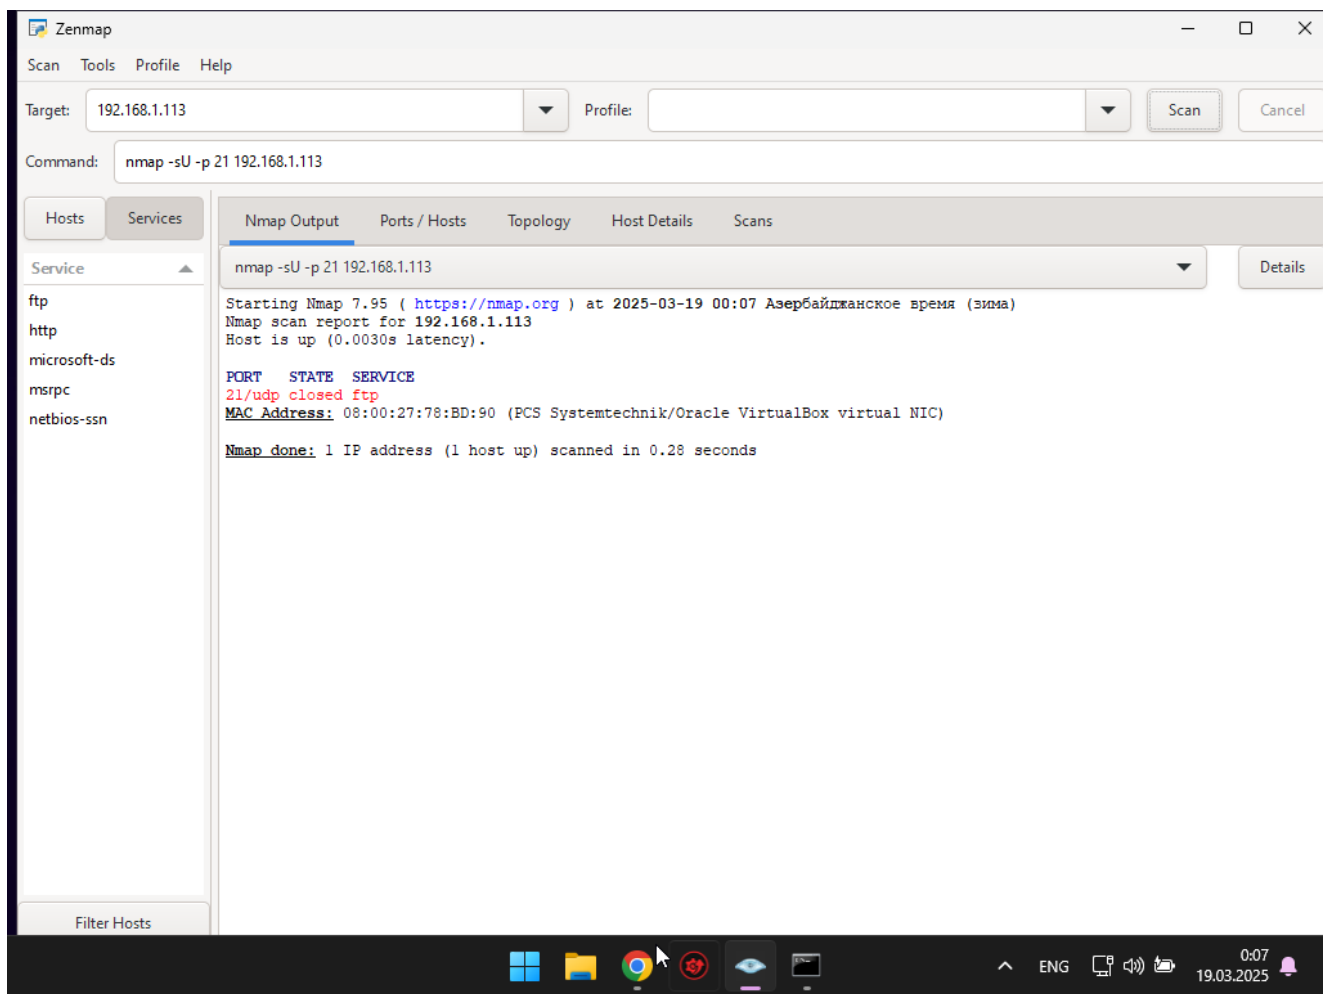 Zenmap
Scan Tools Profile Help
Target: 192.168.1.113 Profile: Scan Cancel
Command: nmap -sU -p 21 192.168.1.113
Hosts Services
Nmap Output Ports / Hosts Topology Host Details Scans
Service
nmap -sU -p 21 192.168.1.113 Details
ftp
http
microsoft-ds
msrpc
netbios-ssn
Starting Nmap 7.95 ( https://nmap.org ) at 2025-03-19 00:07 Азербайджанское время (зима)
Nmap scan report for 192.168.1.113
Host is up (0.0030s latency).
PORT STATE SERVICE
21/udp closed ftp
MAC Address: 08:00:27:78:BD:90 (PCS Systemtechnik/Oracle VirtualBox virtual NIC)
Nmap done: 1 IP address (1 host up) scanned in 0.28 seconds
Filter Hosts
ENG
0:07
19.03.2025